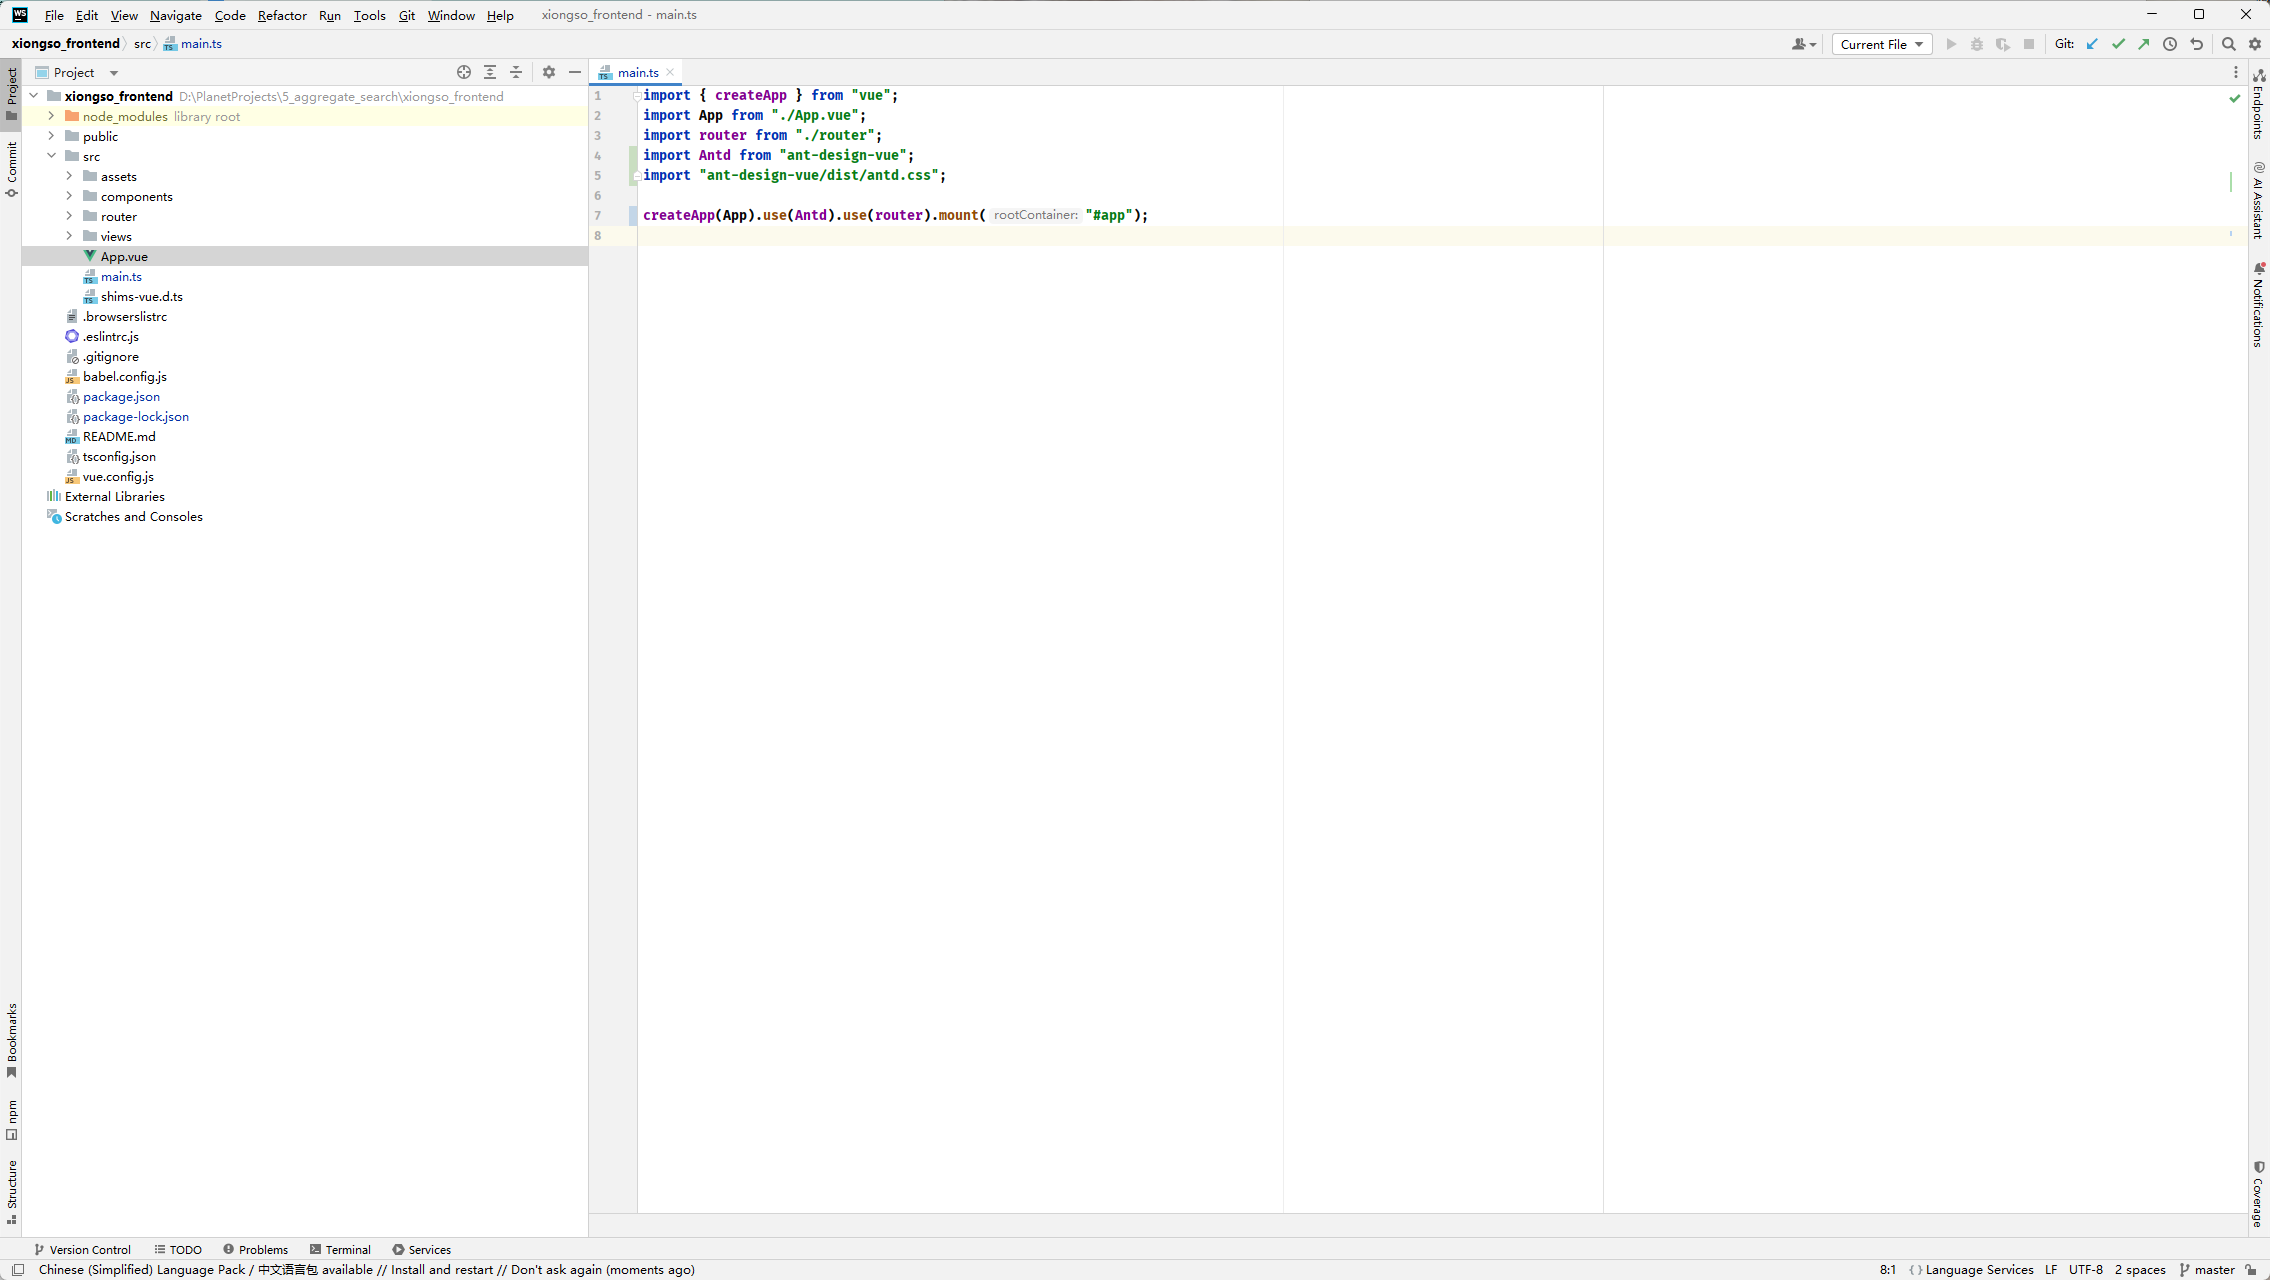 WS File Edit View Navigate Code Refactor Run Tools Git Window Help xiongso_frontend - main.ts
xiongso_frontend src main.ts Current File Git:
Project
main.ts
Project
Commit
Bookmarks
npm
Structure
xiongso_frontend D:\PlanetProjects\5_aggregate_search\xiongso_frontend
node_modules library root
public
src
assets
components
router
views
App.vue
main.ts
shims-vue.d.ts
.browserslistrc
.eslintrc.js
.gitignore
babel.config.js
package.json
package-lock.json
README.md
tsconfig.json
vue.config.js
External Libraries
Scratches and Consoles
1 import { createApp } from "vue";
2 import App from "./App.vue";
3 import router from "./router";
4 import Antd from "ant-design-vue";
5 import "ant-design-vue/dist/antd.css";
6
7 createApp(App).use(Antd).use(router).mount( rootContainer: "#app");
8
Endpoints
AI Assistant
Notifications
Coverage
Version Control TODO Problems Terminal Services
Chinese (Simplified) Language Pack / 中文语言包 available // Install and restart // Don't ask again (moments ago) 8:1 {} Language Services LF UTF-8 2 spaces master